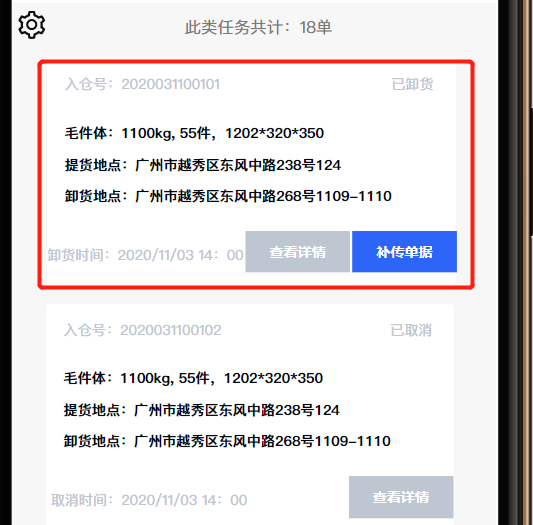 此类任务共计：18单
入仓号：2020031100101 已卸货
毛件体：1100kg, 55件，1202*320*350
提货地点：广州市越秀区东风中路238号124
卸货地点：广州市越秀区东风中路268号1109-1110
卸货时间：2020/11/03 14：00 查看详情 补传单据
入仓号：2020031100102 已取消
毛件体：1100kg, 55件，1202*320*350
提货地点：广州市越秀区东风中路238号124
卸货地点：广州市越秀区东风中路268号1109-1110
取消时间：2020/11/03 14：00 查看详情